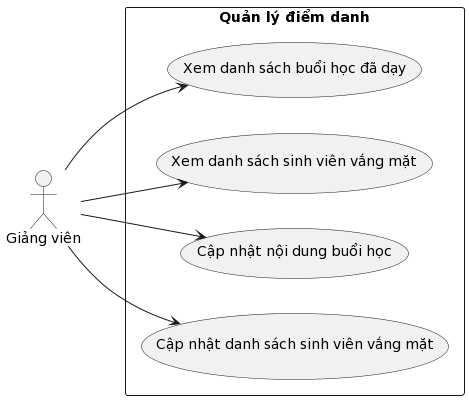 Quản lý điểm danh
Xem danh sách buổi học đã dạy
Xem danh sách sinh viên vắng mặt
Giảng viên
Cập nhật nội dung buổi học
Cập nhật danh sách sinh viên vắng mặt